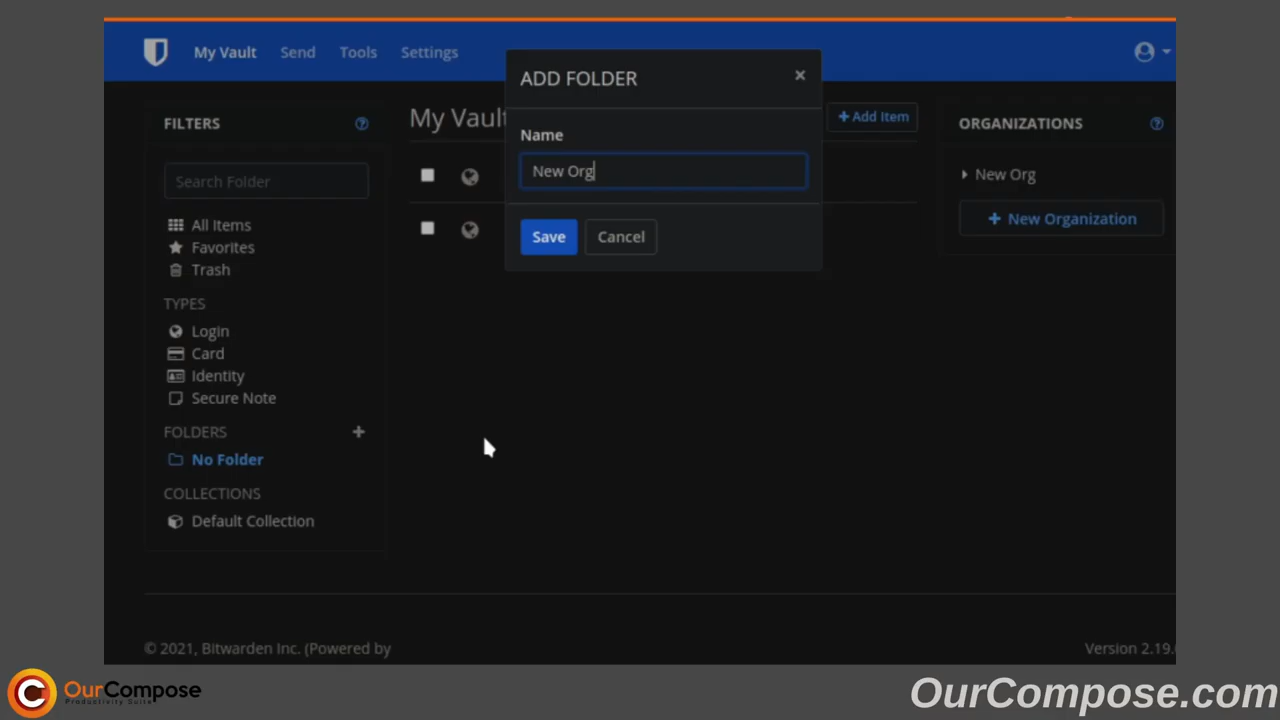 My Vault Send Tools Settings
ADD FOLDER
×
Name
New Org
Save Cancel
FILTERS
Search Folder
All Items
Favorites
Trash
TYPES
Login
Card
Identity
Secure Note
FOLDERS +
No Folder
COLLECTIONS
Default Collection
My Vault
+ Add Item
ORGANIZATIONS
New Org
+ New Organization
© 2021, Bitwarden Inc. (Powered by
Version 2.19.
OurCompose
Productivity Suite
OurCompose.com